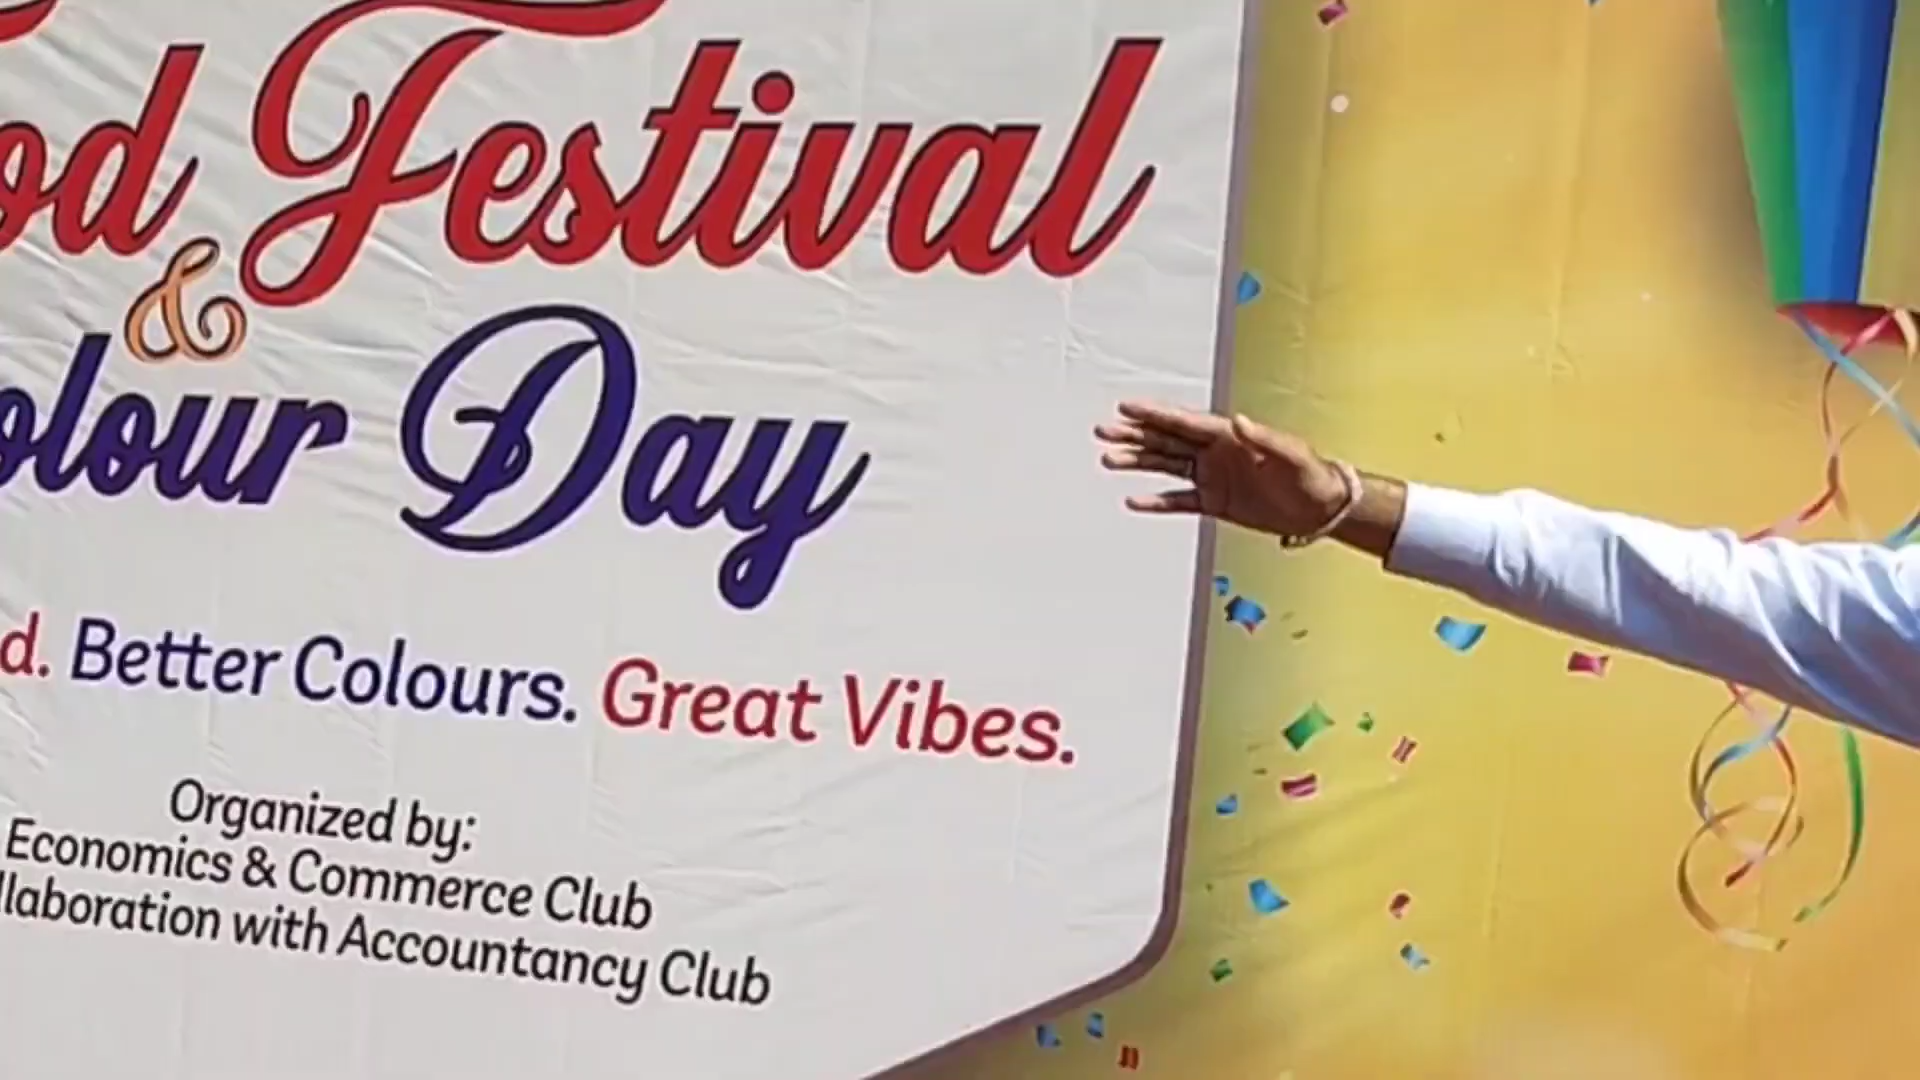 od Festival
&
olour Day
d. Better Colours. Great Vibes.
Organized by:
Economics & Commerce Club
llaboration with Accountancy Club